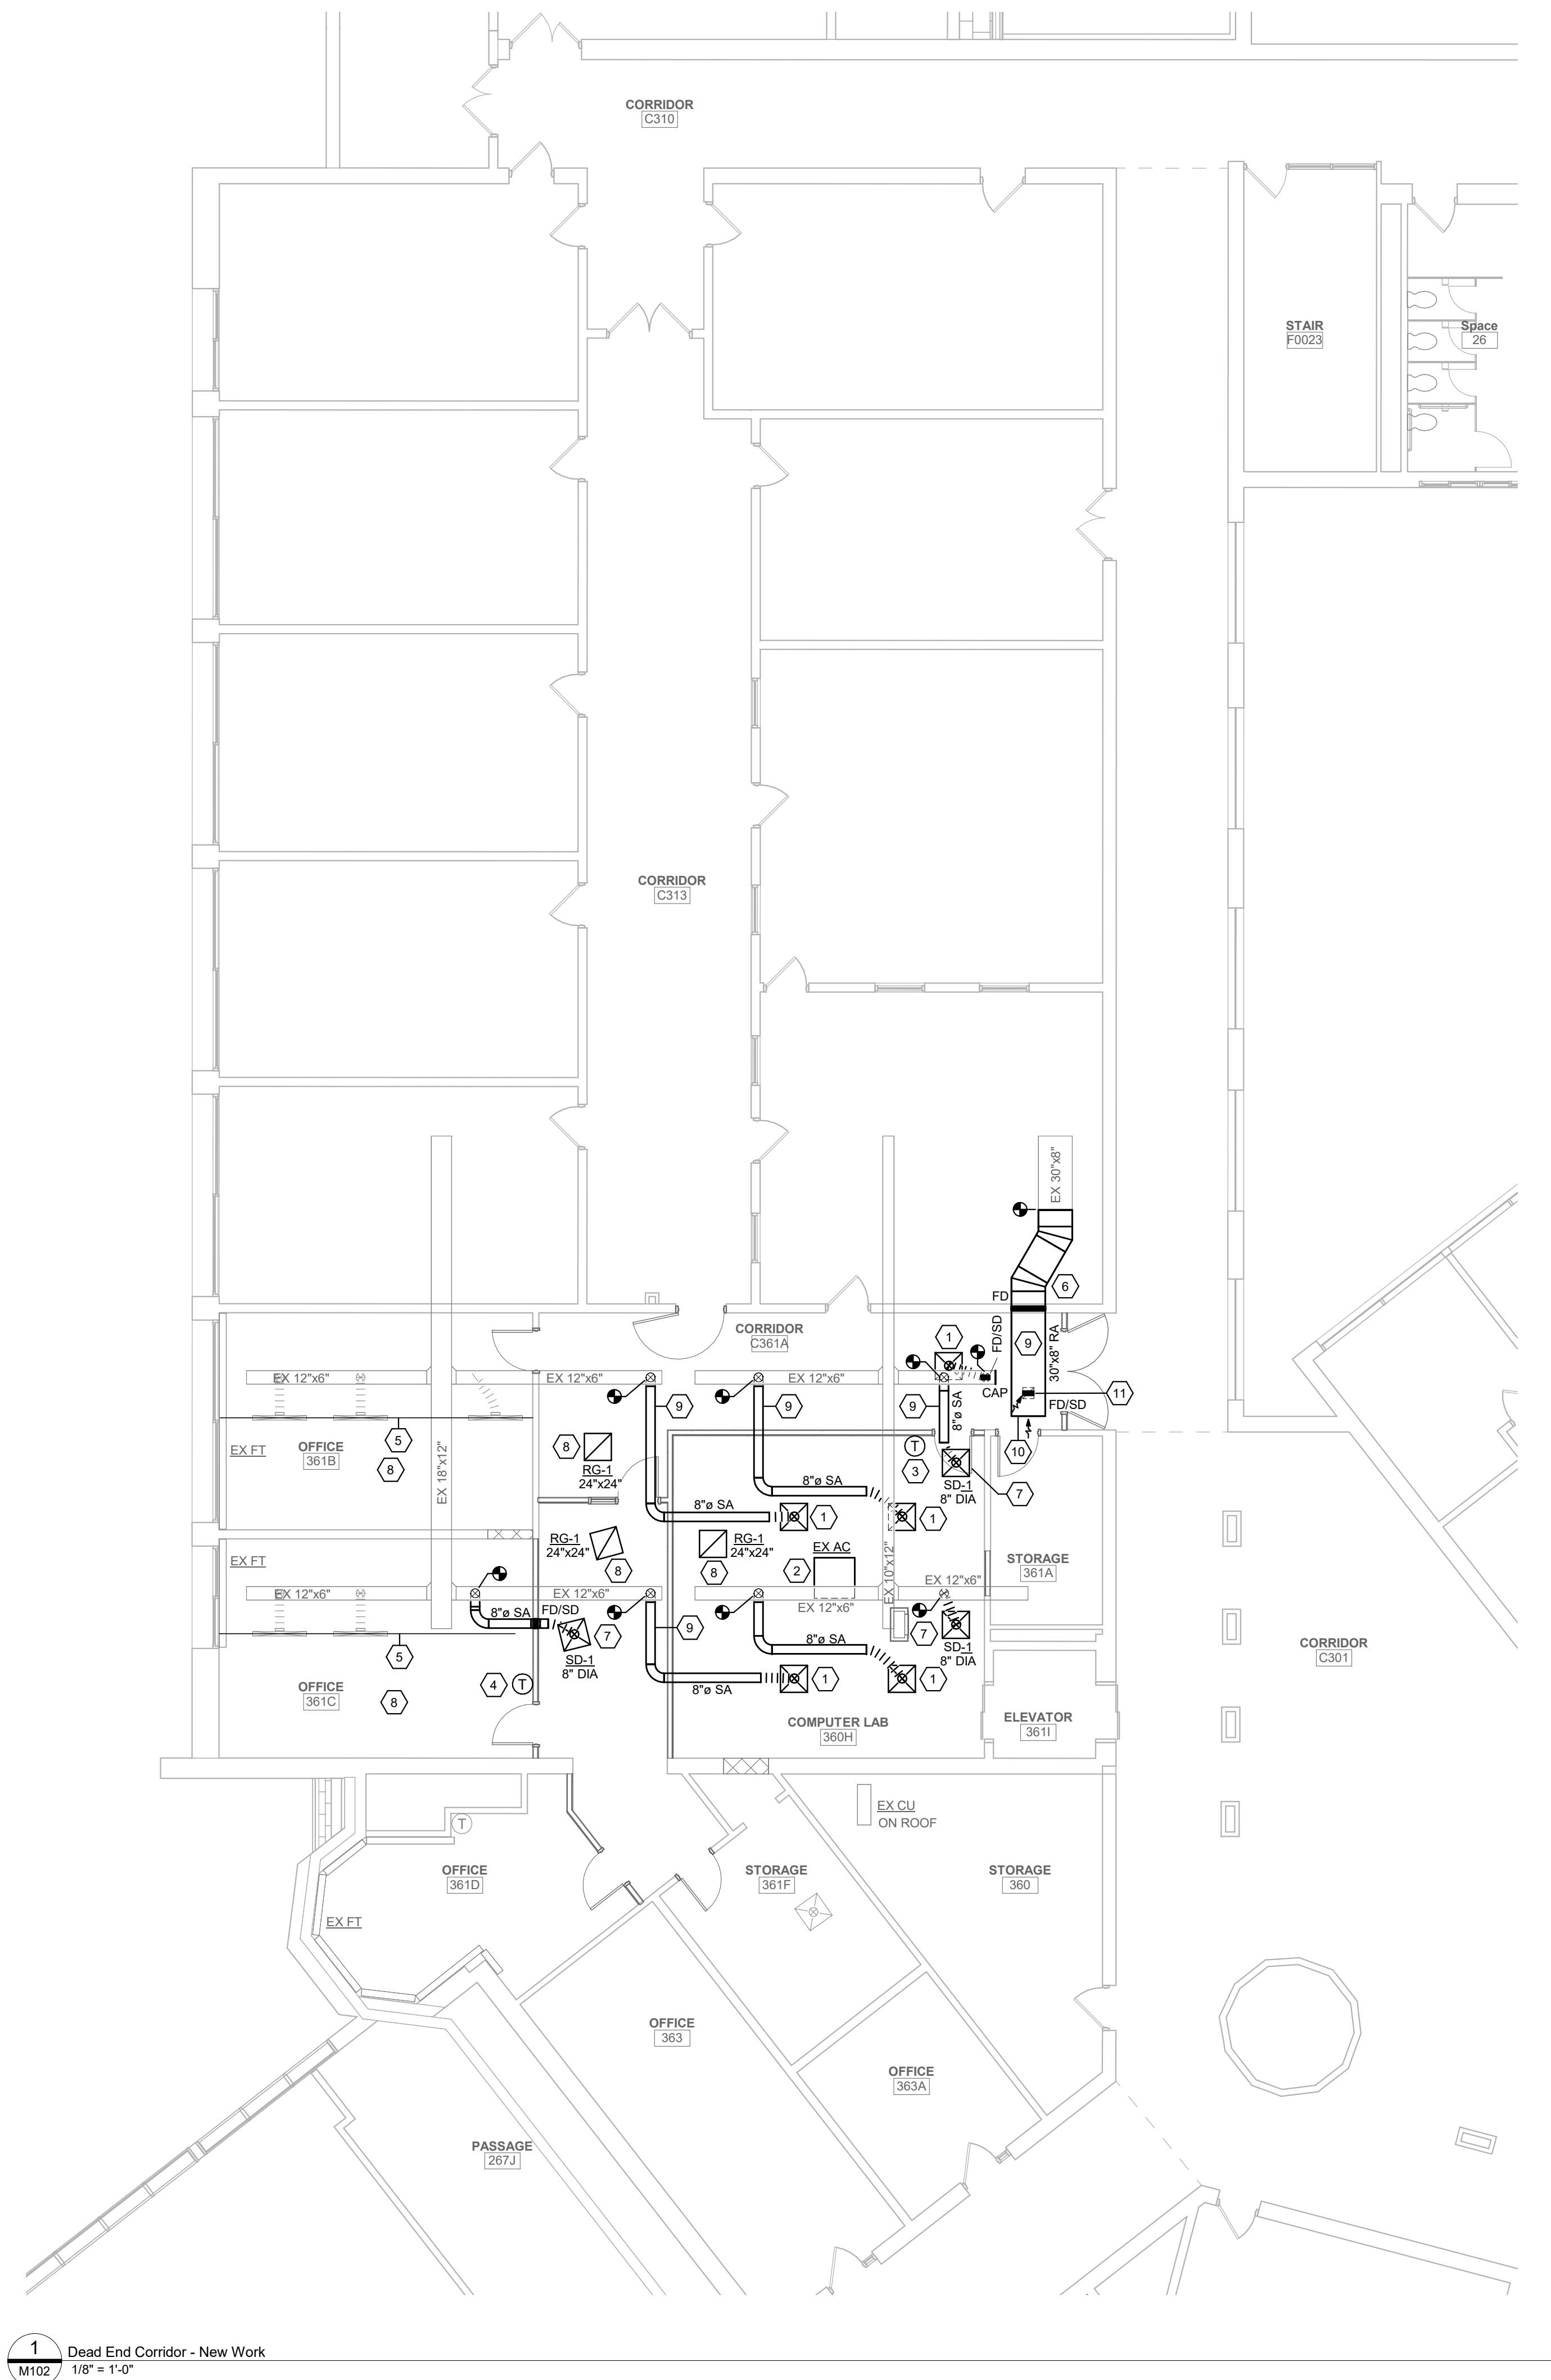 CORRIDOR
C310
STAIR
F0023
Space
26
CORRIDOR
C313
EX 30"x8"
6
FD
CORRIDOR
C361A
1
FD/SD
9
30"x8" RA
EX 12"x6"
EX 12"x6"
EX 12"x6"
CAP
11
FD/SD
9
9
9
8"ø SA
5
8
EX FT
OFFICE
361B
8
RG-1
24"x24"
EX 18"x12"
T
3
10
SD-1
8" DIA
7
8"ø SA
8"ø SA
1
1
RG-1
24"x24"
8
RG-1
24"x24"
8
EX AC
2
EX 10"x12"
STORAGE
361A
EX FT
EX 12"x6"
EX 12"x6"
EX 12"x6"
EX 12"x6"
8"ø SA
FD/SD
7
SD-1
8" DIA
9
8"ø SA
7
SD-1
8" DIA
5
4
T
8
OFFICE
361C
8"ø SA
1
1
COMPUTER LAB
360H
ELEVATOR
361I
CORRIDOR
C301
EX CU
ON ROOF
T
OFFICE
361D
STORAGE
361F
STORAGE
360
EX FT
OFFICE
363
OFFICE
363A
PASSAGE
267J
1
M102
Dead End Corridor - New Work
1/8" = 1'-0"